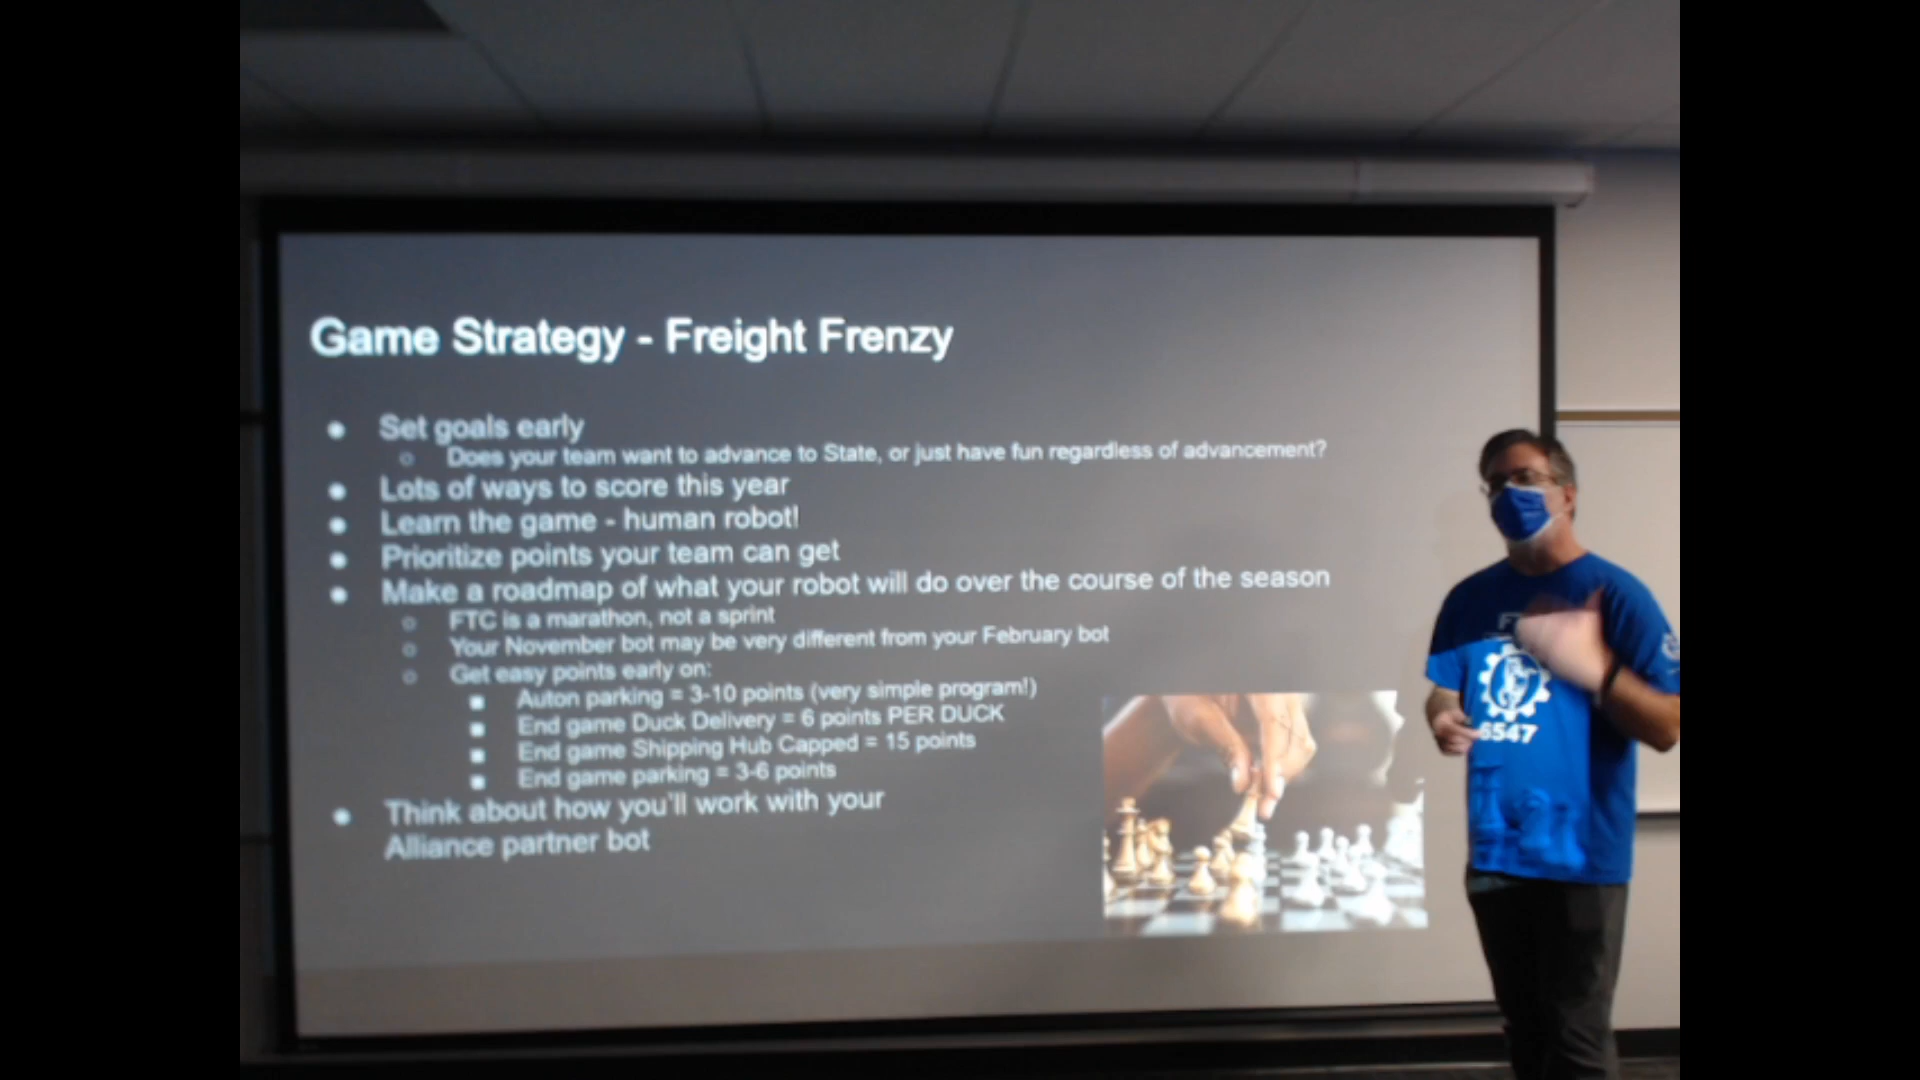 Game Strategy - Freight Frenzy
Set goals early
Does your team want to advance to State, or just have fun regardless of advancement?
Lots of ways to score this year
Learn the game - human robot!
Prioritize points your team can get
Make a roadmap of what your robot will do over the course of the season
FTC is a marathon, not a sprint
Your November bot may be very different from your February bot
Get easy points early on:
Auton parking = 3-10 points (very simple program!)
End game Duck Delivery = 6 points PER DUCK
End game Shipping Hub Capped = 15 points
End game parking = 3-6 points
Think about how you'll work with your
Alliance partner bot
6547